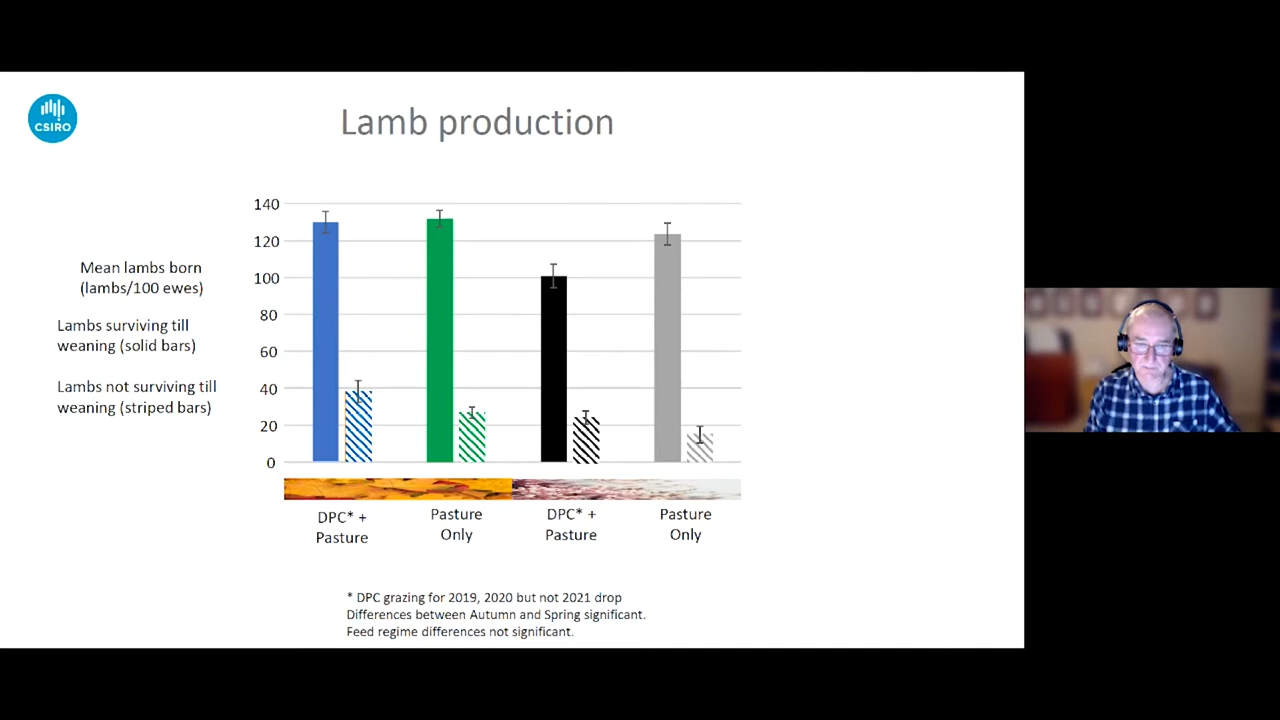 CSIRO
Lamb production
Mean lambs born
(lambs/100 ewes)
Lambs surviving till
weaning (solid bars)
Lambs not surviving till
weaning (striped bars)
140
120
100
80
60
40
20
0
DPC* +
Pasture
Pasture
Only
DPC* +
Pasture
Pasture
Only
* DPC grazing for 2019, 2020 but not 2021 drop
Differences between Autumn and Spring significant.
Feed regime differences not significant.